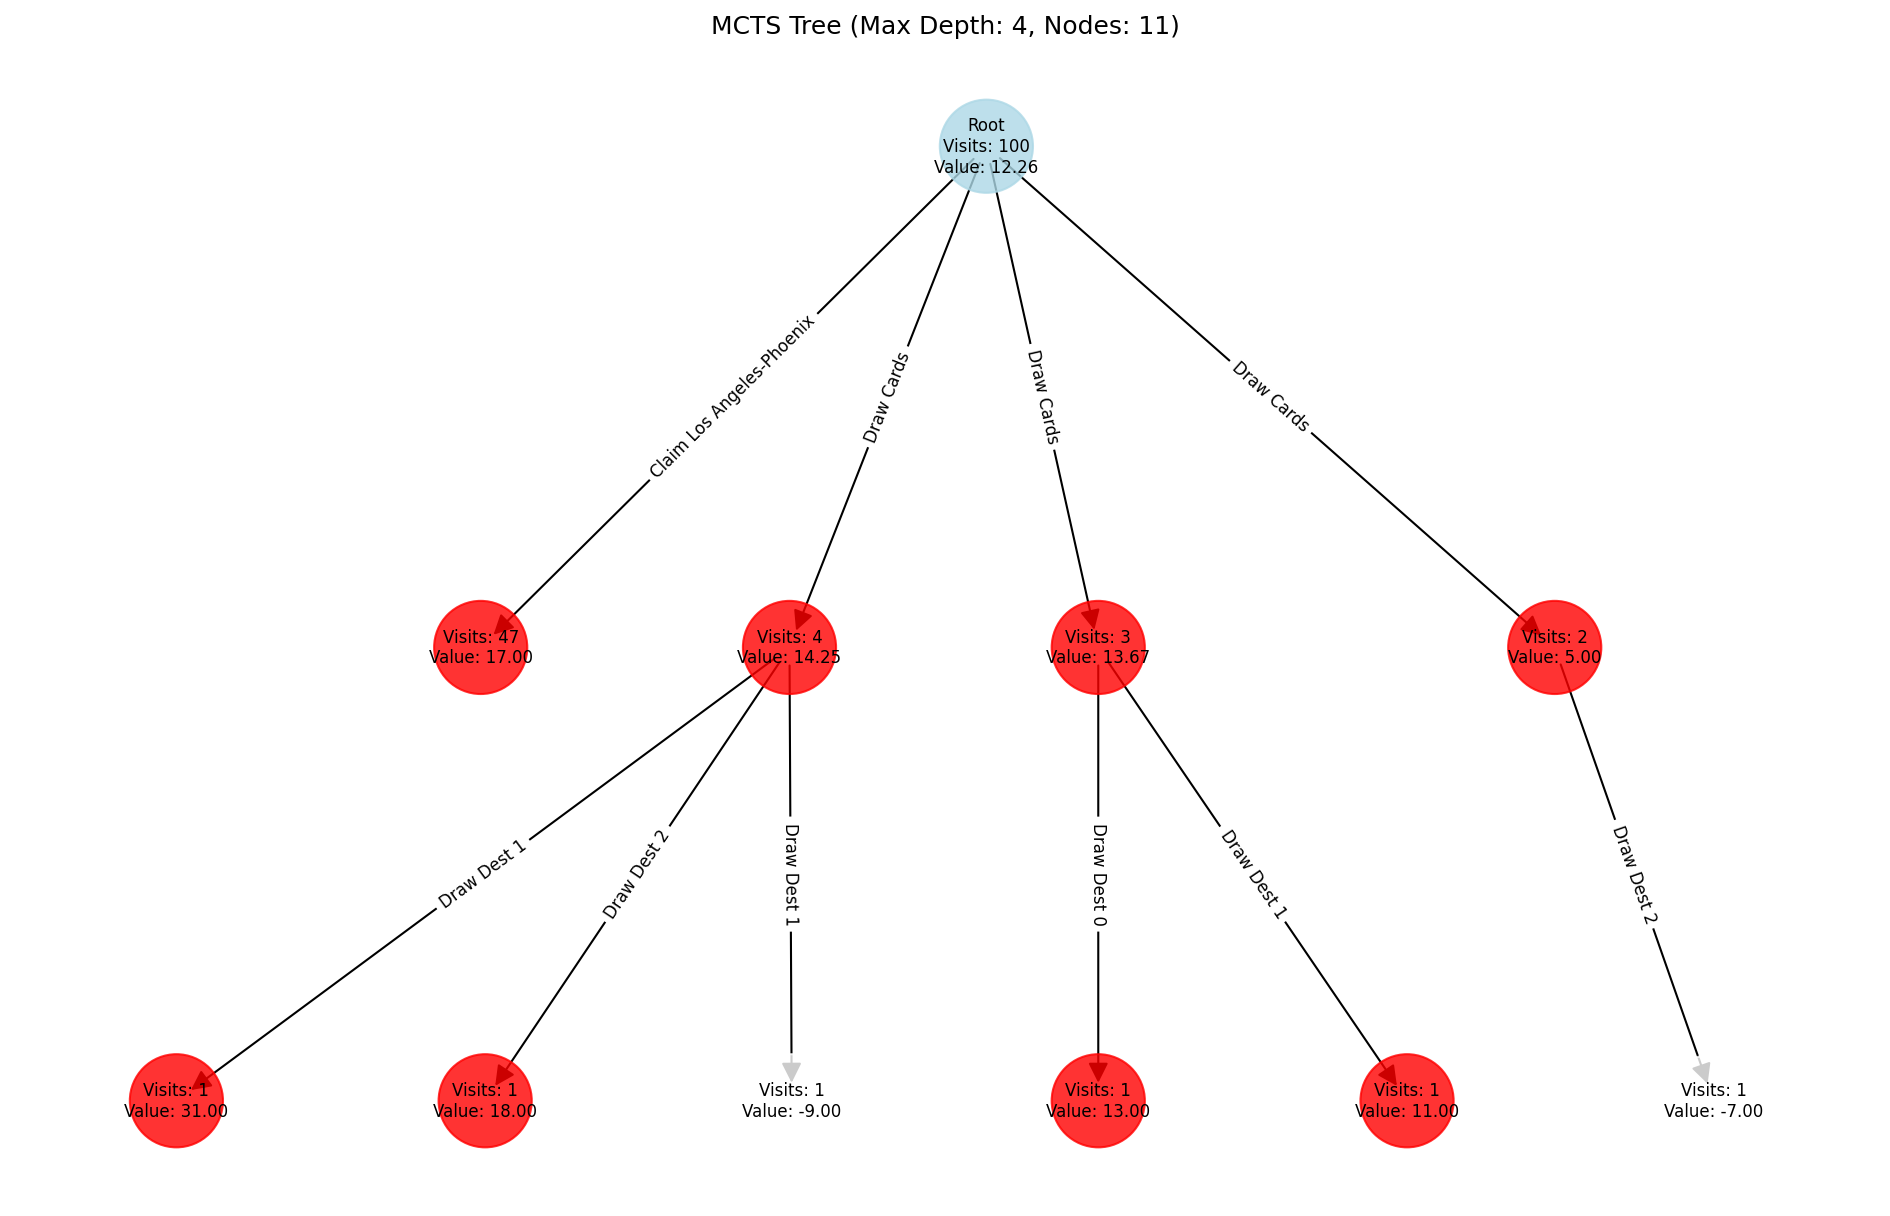 MCTS Tree (Max Depth: 4, Nodes: 11)
Root
Visits: 100
Value: 12.26
Claim Los Angeles-Phoenix
Draw Cards
Draw Cards
Draw Cards
Visits: 47
Value: 17.00
Visits: 4
Value: 14.25
Visits: 3
Value: 13.67
Visits: 2
Value: 5.00
Draw Dest 1
Draw Dest 2
Draw Dest 1
Draw Dest 0
Draw Dest 1
Draw Dest 2
Visits: 1
Value: 31.00
Visits: 1
Value: 18.00
Visits: 1
Value: -9.00
Visits: 1
Value: 13.00
Visits: 1
Value: 11.00
Visits: 1
Value: -7.00